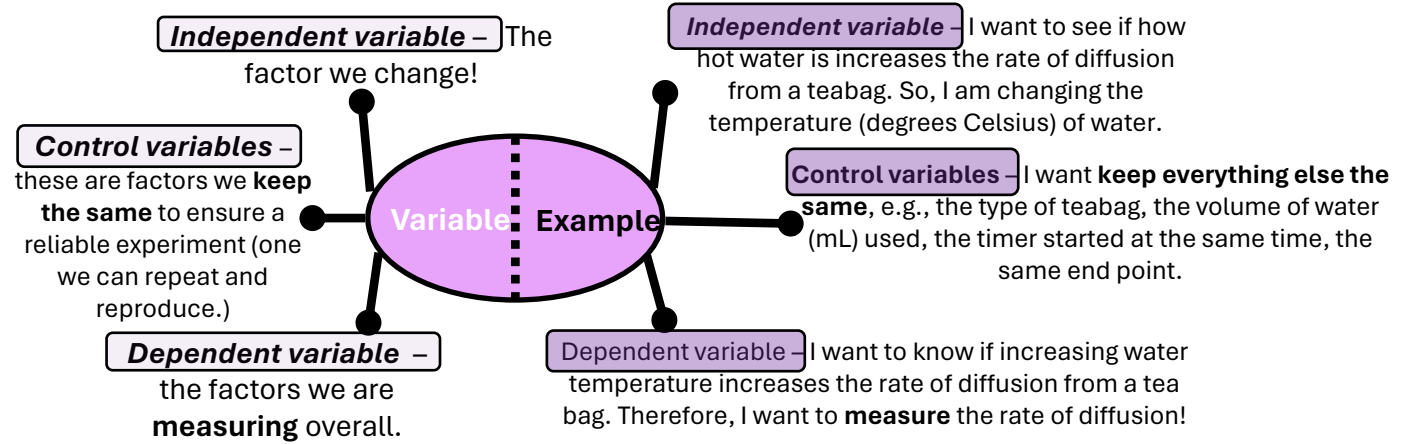 Independent variable – The
factor we change!
Control variables –
these are factors we keep
the same to ensure a
reliable experiment (one
we can repeat and
reproduce.)
Dependent variable –
the factors we are
measuring overall.
Variable
Example
Independent variable – I want to see if how
hot water is increases the rate of diffusion
from a teabag. So, I am changing the
temperature (degrees Celsius) of water.
Control variables – I want keep everything else the
same, e.g., the type of teabag, the volume of water
(mL) used, the timer started at the same time, the
same end point.
Dependent variable – I want to know if increasing water
temperature increases the rate of diffusion from a tea
bag. Therefore, I want to measure the rate of diffusion!